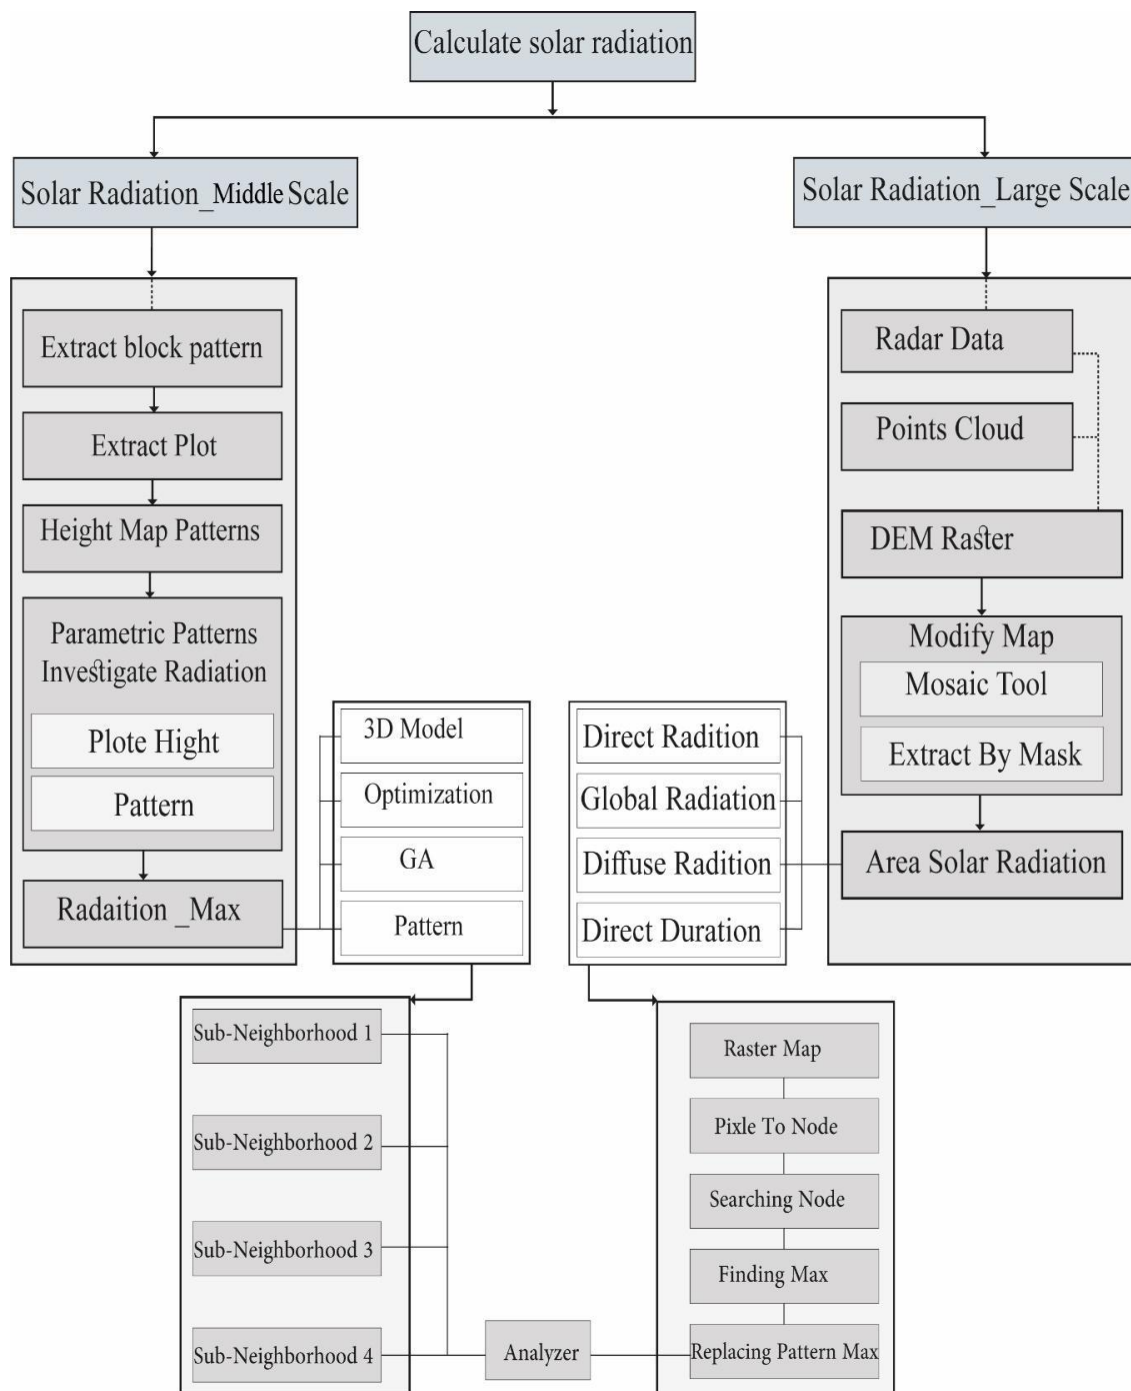 Calculate solar radiation
Solar Radiation_Middle Scale
Solar Radiation_Large Scale
Extract block pattern
Extract Plot
Height Map Patterns
Parametric Patterns
Investigate Radiation
Plote Hight
Pattern
Radaition _Max
3D Model
Optimization
GA
Pattern
Direct Radition
Global Radiation
Diffuse Radition
Direct Duration
Radar Data
Points Cloud
DEM Raster
Modify Map
Mosaic Tool
Extract By Mask
Area Solar Radiation
Sub-Neighborhood 1
Sub-Neighborhood 2
Sub-Neighborhood 3
Sub-Neighborhood 4
Analyzer
Raster Map
Pixle To Node
Searching Node
Finding Max
Replacing Pattern Max